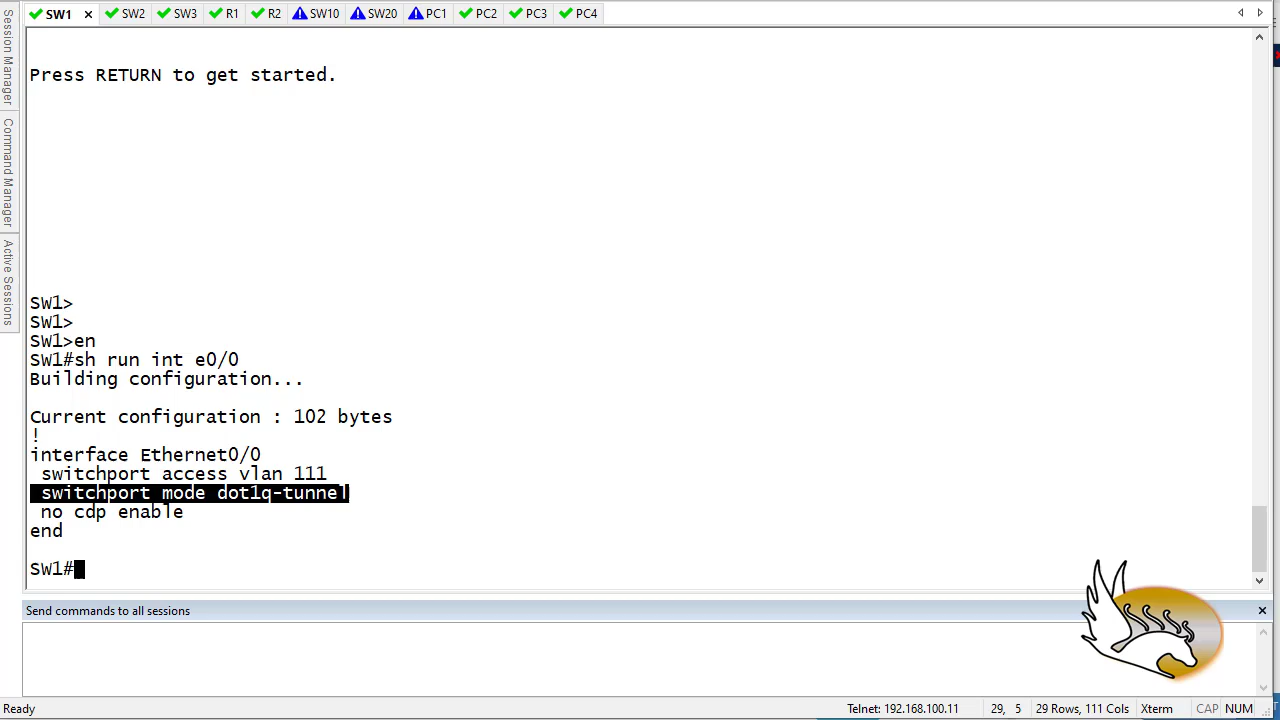 SW1 × SW2 SW3 R1 R2 SW10 SW20 PC1 PC2 PC3 PC4
Session Manager
Command Manager
Active Sessions
Press RETURN to get started.
SW1>
SW1>
SW1>en
SW1#sh run int e0/0
Building configuration...
Current configuration : 102 bytes
!
interface Ethernet0/0
switchport access vlan 111
switchport mode dot1q-tunnel
no cdp enable
end
SW1#
Send commands to all sessions ×
Ready Telnet: 192.168.100.11 29, 5 29 Rows, 111 Cols Xterm CAP NUM